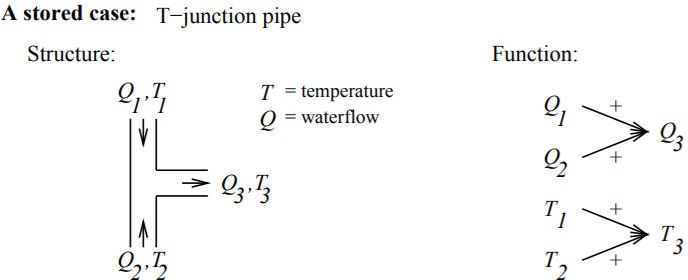 A stored case: T−junction pipe
Structure:
Function:
Q1,T1
T = temperature
Q = waterflow
Q3,T3
Q2,T2
Q1 +
Q3
Q2 +
T1 +
T3
T2 +